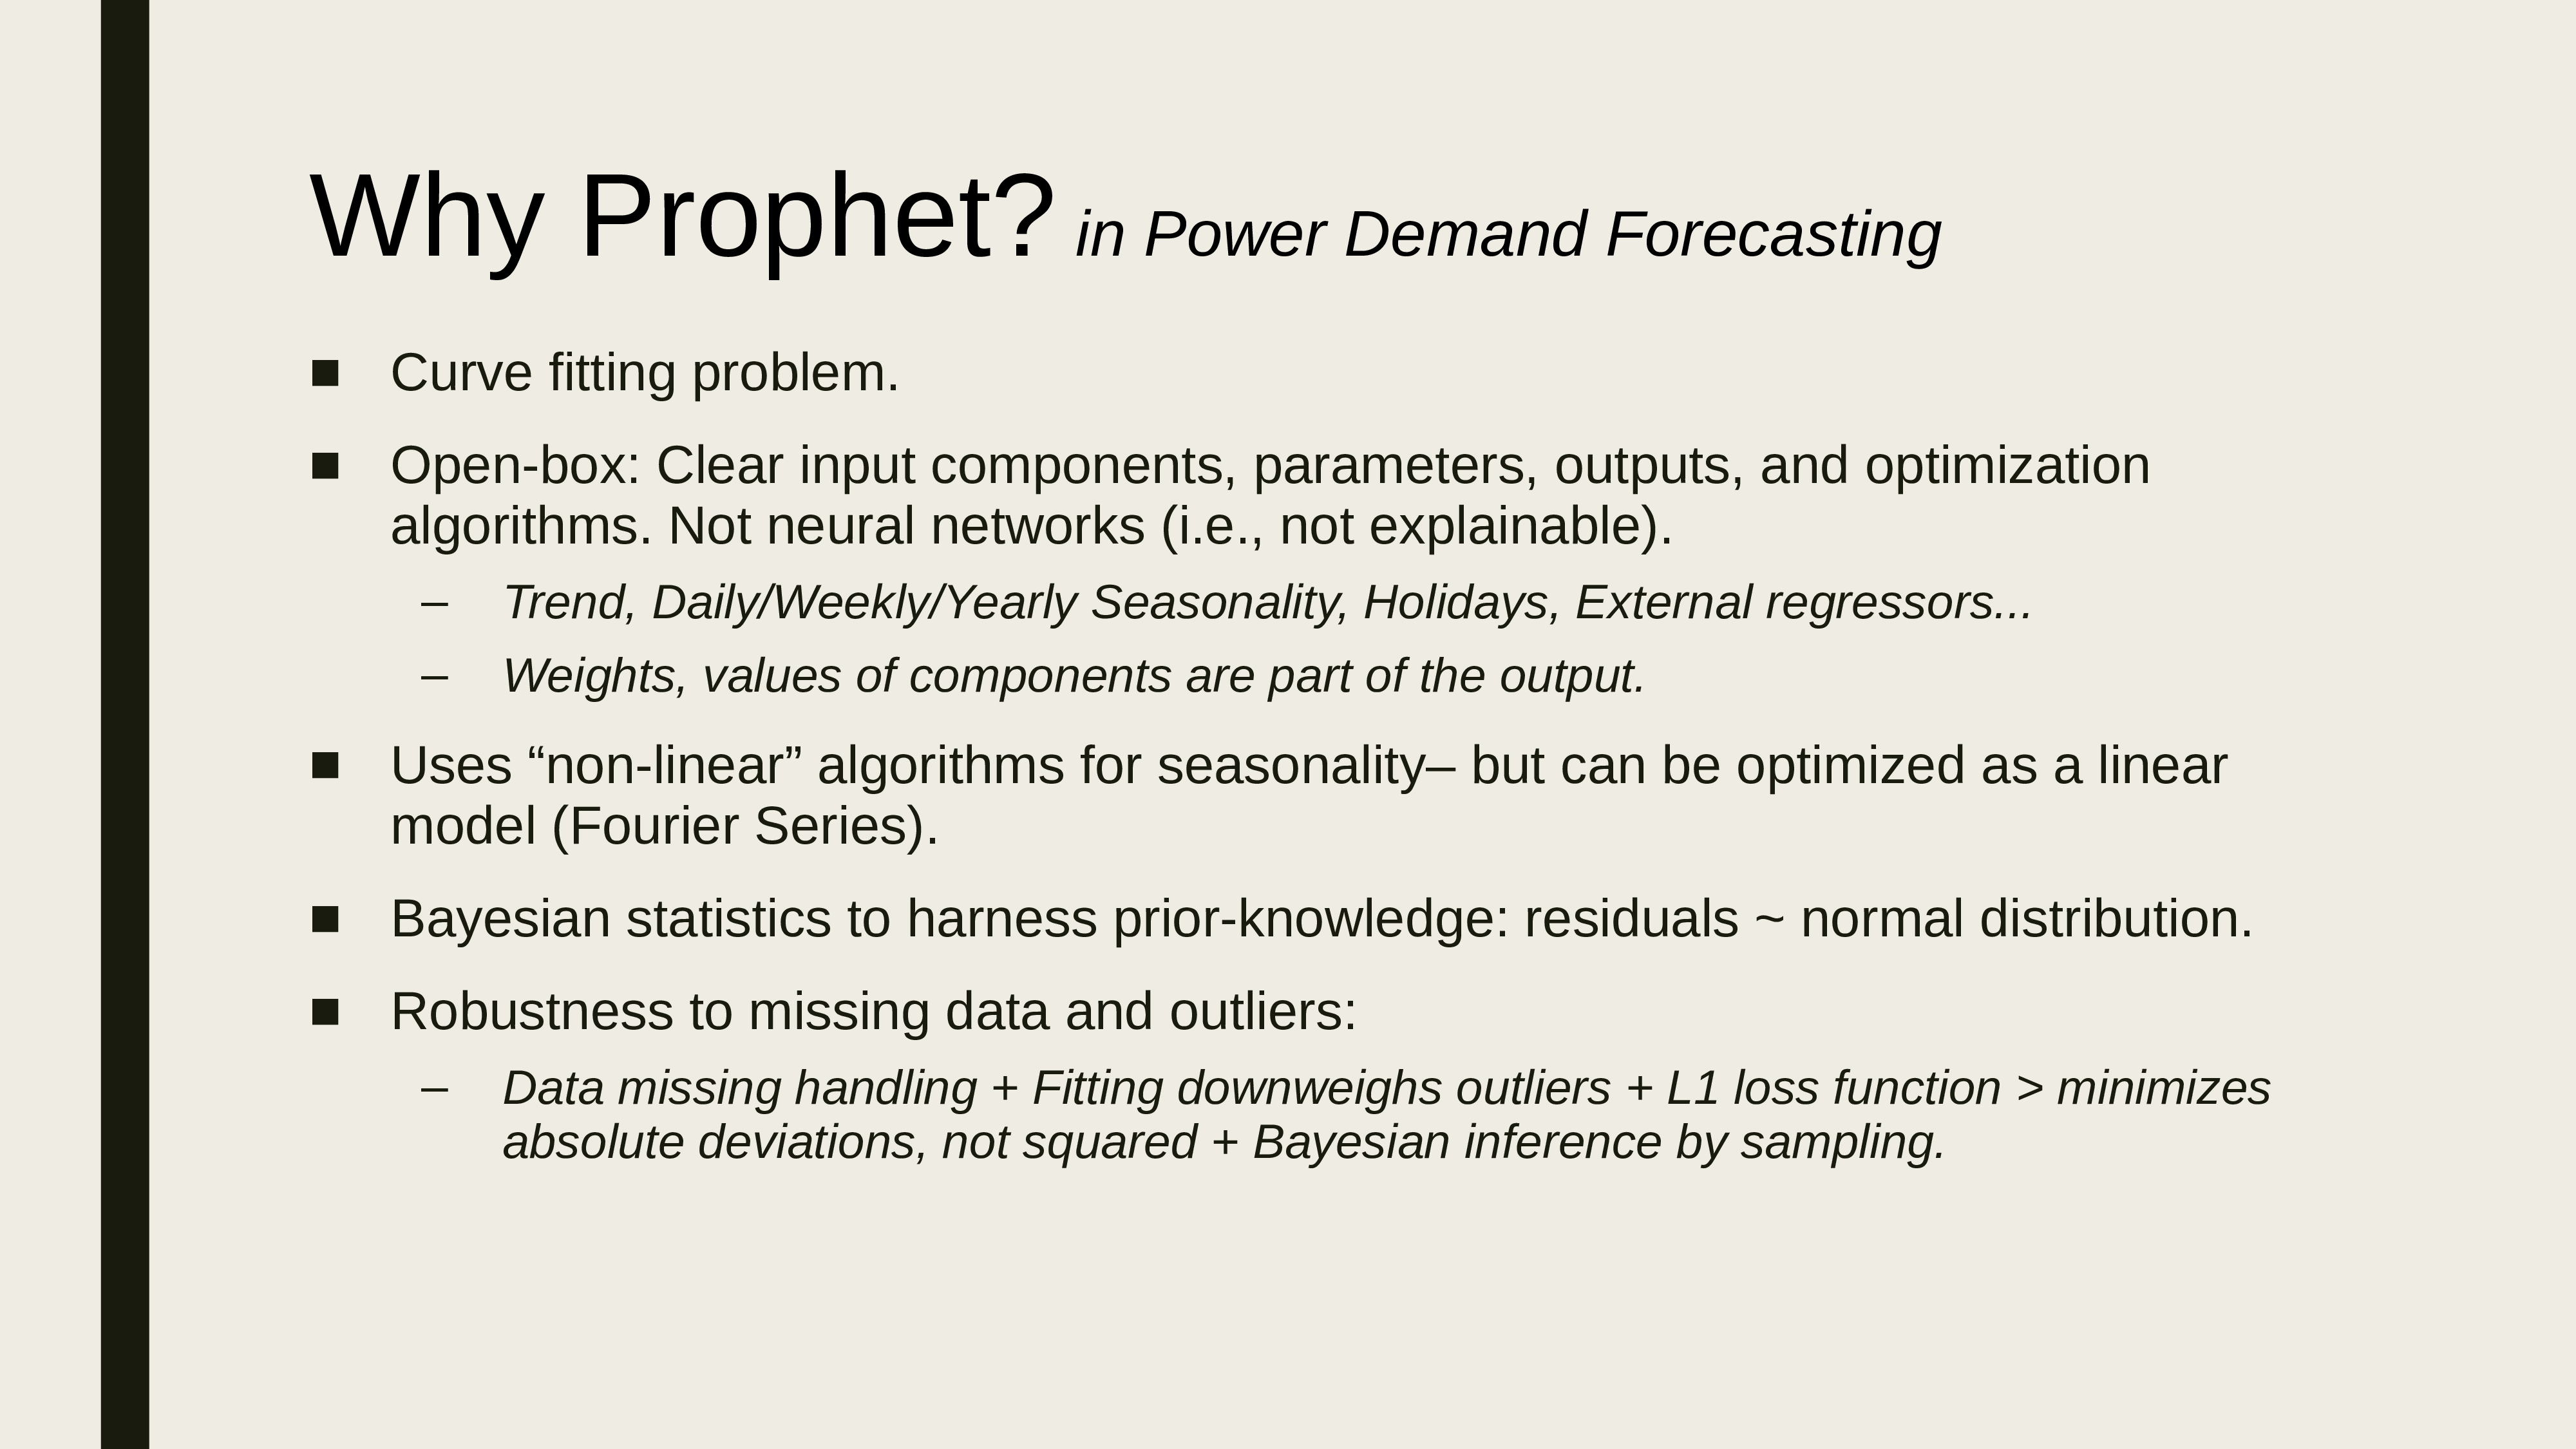 Why Prophet? in Power Demand Forecasting
■ Curve fitting problem.
■ Open-box: Clear input components, parameters, outputs, and optimization
algorithms. Not neural networks (i.e., not explainable).
– Trend, Daily/Weekly/Yearly Seasonality, Holidays, External regressors...
– Weights, values of components are part of the output.
■ Uses “non-linear” algorithms for seasonality– but can be optimized as a linear
model (Fourier Series).
■ Bayesian statistics to harness prior-knowledge: residuals ~ normal distribution.
■ Robustness to missing data and outliers:
– Data missing handling + Fitting downweighs outliers + L1 loss function > minimizes
absolute deviations, not squared + Bayesian inference by sampling.